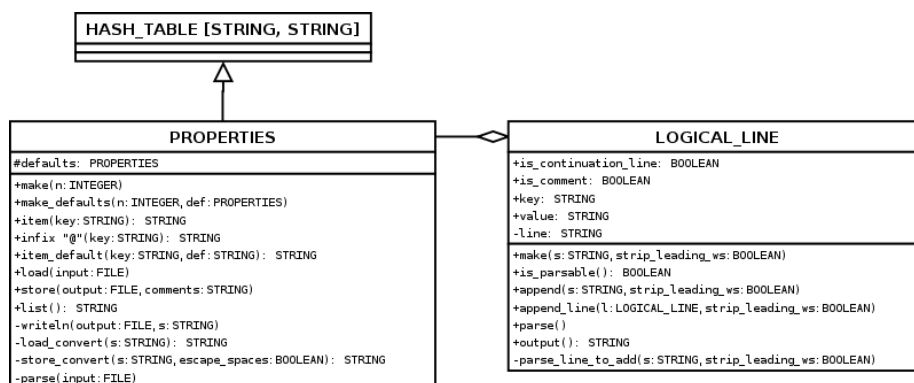 HASH_TABLE [STRING, STRING]
PROPERTIES
#defaults: PROPERTIES
+make(n:INTEGER)
+make_defaults(n:INTEGER,def:PROPERTIES)
+item(key:STRING): STRING
+infix "@"(key:STRING): STRING
+item_default(key:STRING,def:STRING): STRING
+load(input:FILE)
+store(output:FILE,comments:STRING)
+list(): STRING
-writeln(output:FILE,s:STRING)
-load_convert(s:STRING)
-store_convert(s:STRING,escape_spaces:BOOLEAN): STRING
-parse(input:FILE)
LOGICAL_LINE
+is_continuation_line: BOOLEAN
+is_comment: BOOLEAN
+key: STRING
+value: STRING
-line: STRING
+make(s:STRING,strip_leading_ws:BOOLEAN)
+is_parsable(): BOOLEAN
+append(s:STRING,strip_leading_ws:BOOLEAN)
+append_line(l:LOGICAL_LINE,strip_leading_ws:BOOLEAN)
+parse()
+output(): STRING
-parse_line_to_add(s:STRING,strip_leading_ws:BOOLEAN)